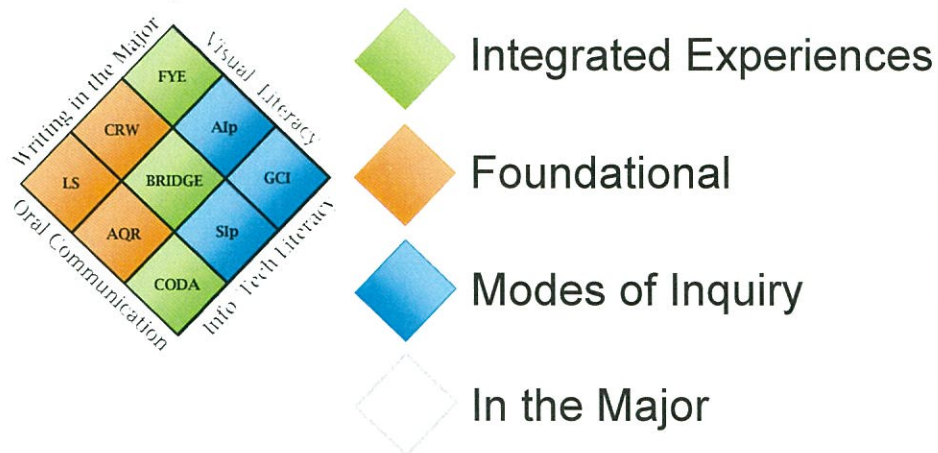 Writing in the Major
Visual Literacy
FYE
CRW
AIp
LS
BRIDGE
GCI
AQR
SIp
CODA
Oral Communication
Info Tech Literacy
Integrated Experiences
Foundational
Modes of Inquiry
In the Major